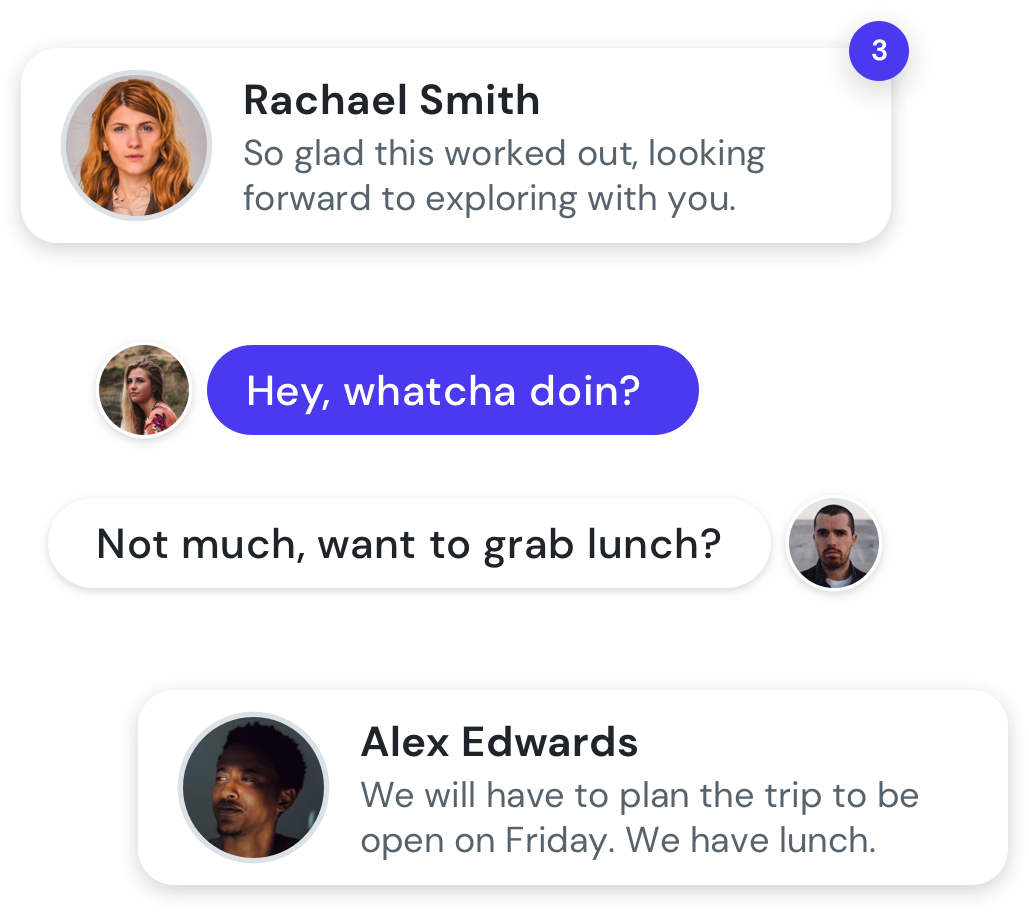 3
Rachael Smith
So glad this worked out, looking
forward to exploring with you.
Hey, whatcha doin?
Not much, want to grab lunch?
Alex Edwards
We will have to plan the trip to be
open on Friday. We have lunch.